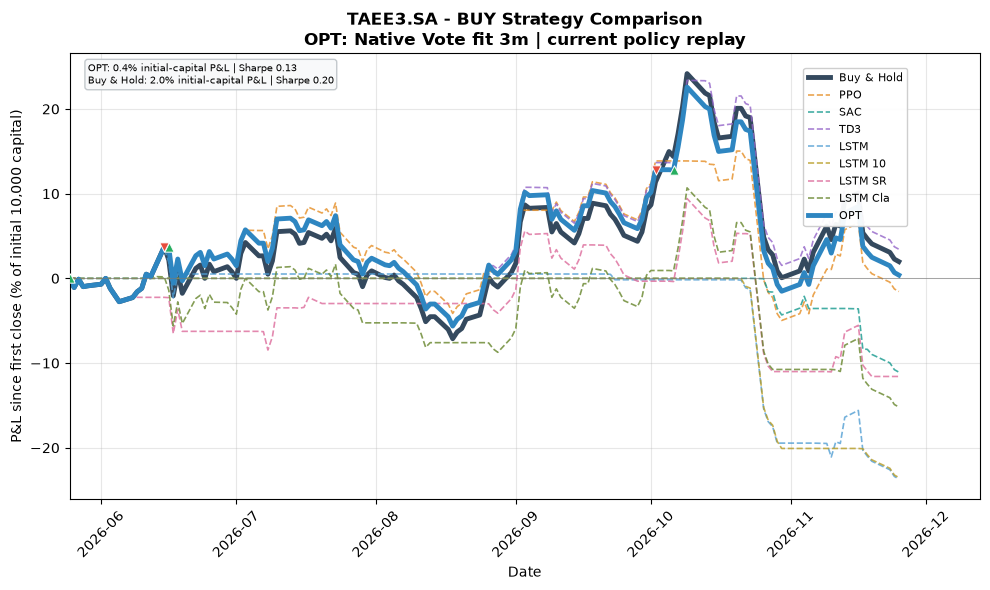 TAEE3.SA - BUY Strategy Comparison
OPT: Native Vote fit 3m | current policy replay
OPT: 0.4% initial-capital P&L | Sharpe 0.13
Buy & Hold: 2.0% initial-capital P&L | Sharpe 0.20
Buy & Hold
PPO
SAC
TD3
LSTM
LSTM 10
LSTM SR
LSTM Cla
OPT
P&L since first close (% of initial 10,000 capital)
20
10
0
−10
−20
2026-06
2026-07
2026-08
2026-09
2026-10
2026-11
2026-12
Date